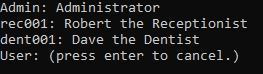 Admin: Administrator
rec001: Robert the Receptionist
dent001: Dave the Dentist
User: (press enter to cancel.)